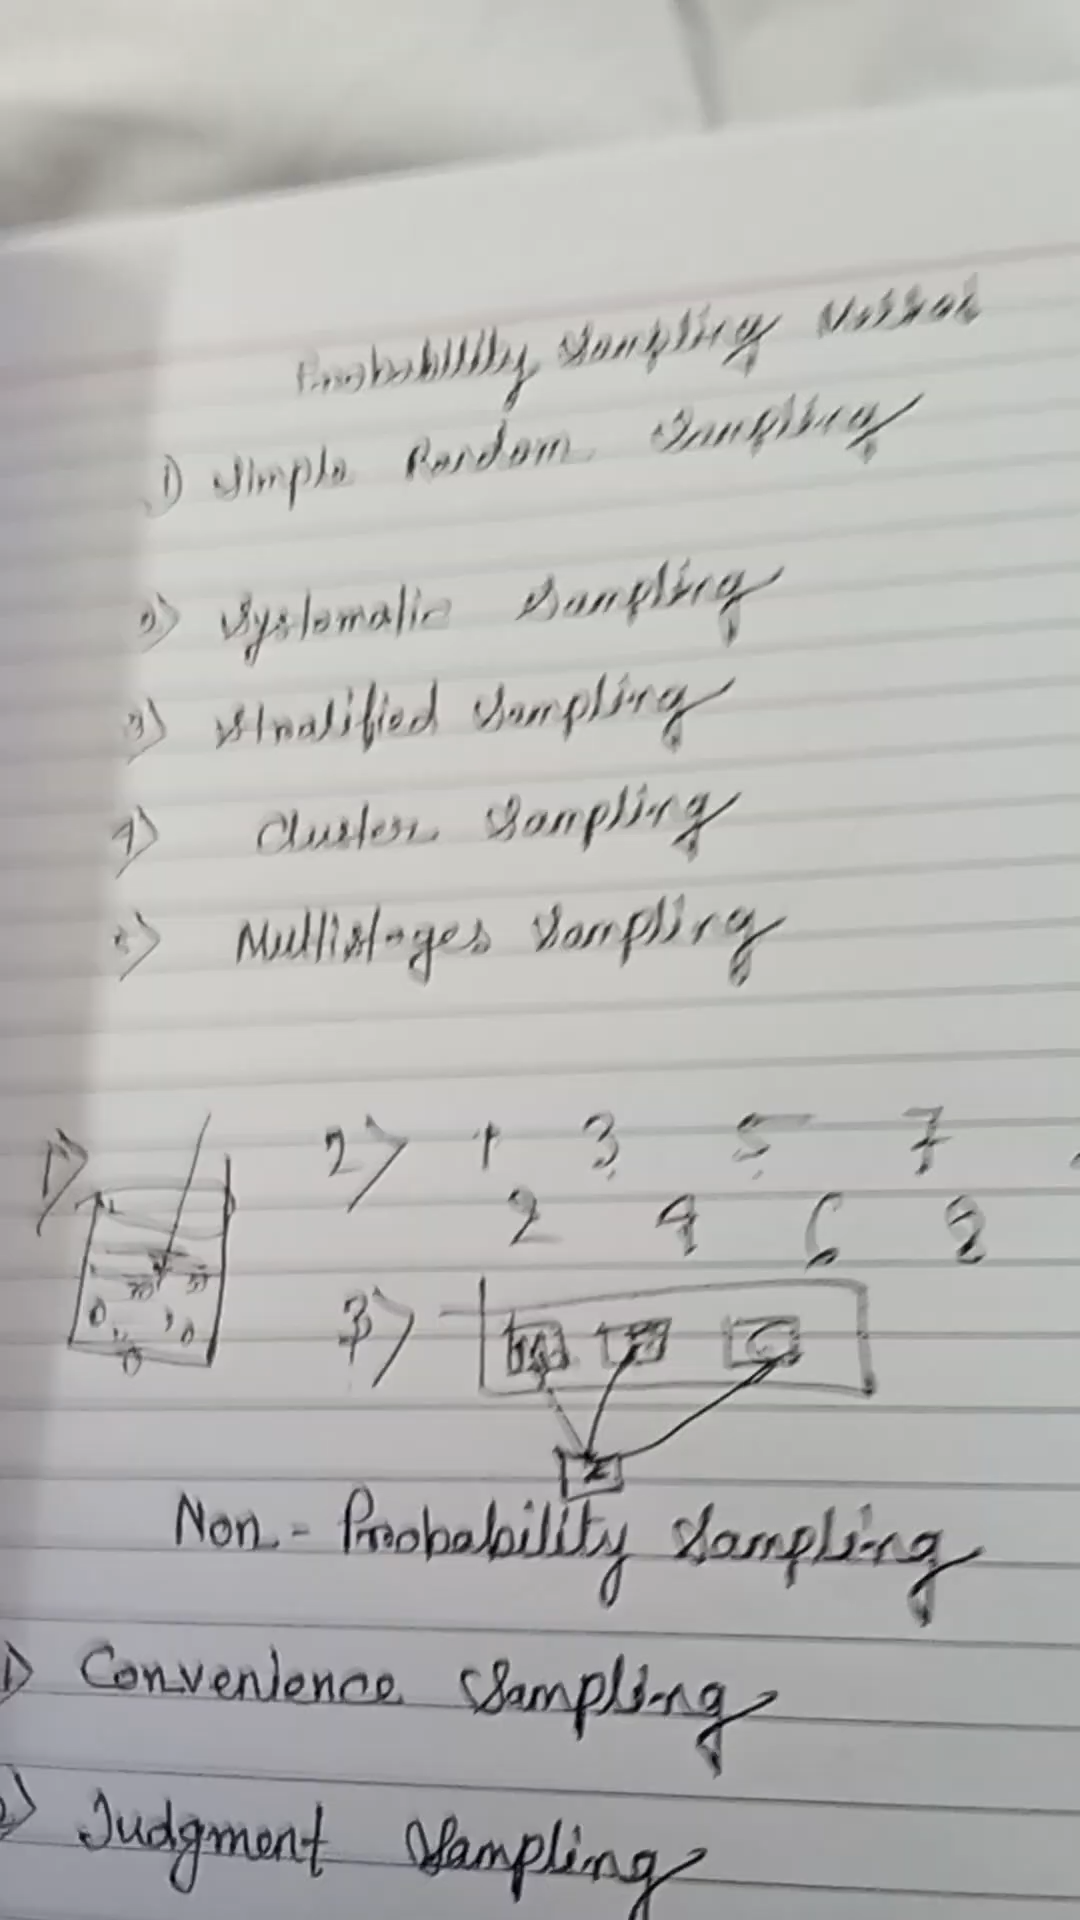 Probability Sampling Method
1) Simple Random Sampling
2) Systematic Sampling
3) Stratified Sampling
4) Cluster Sampling
5) Multistages Sampling
1)
2) 1 3 5 7
2 4 6 8
3) A B C
Non-Probability Sampling
1) Convenience Sampling
2) Judgment Sampling